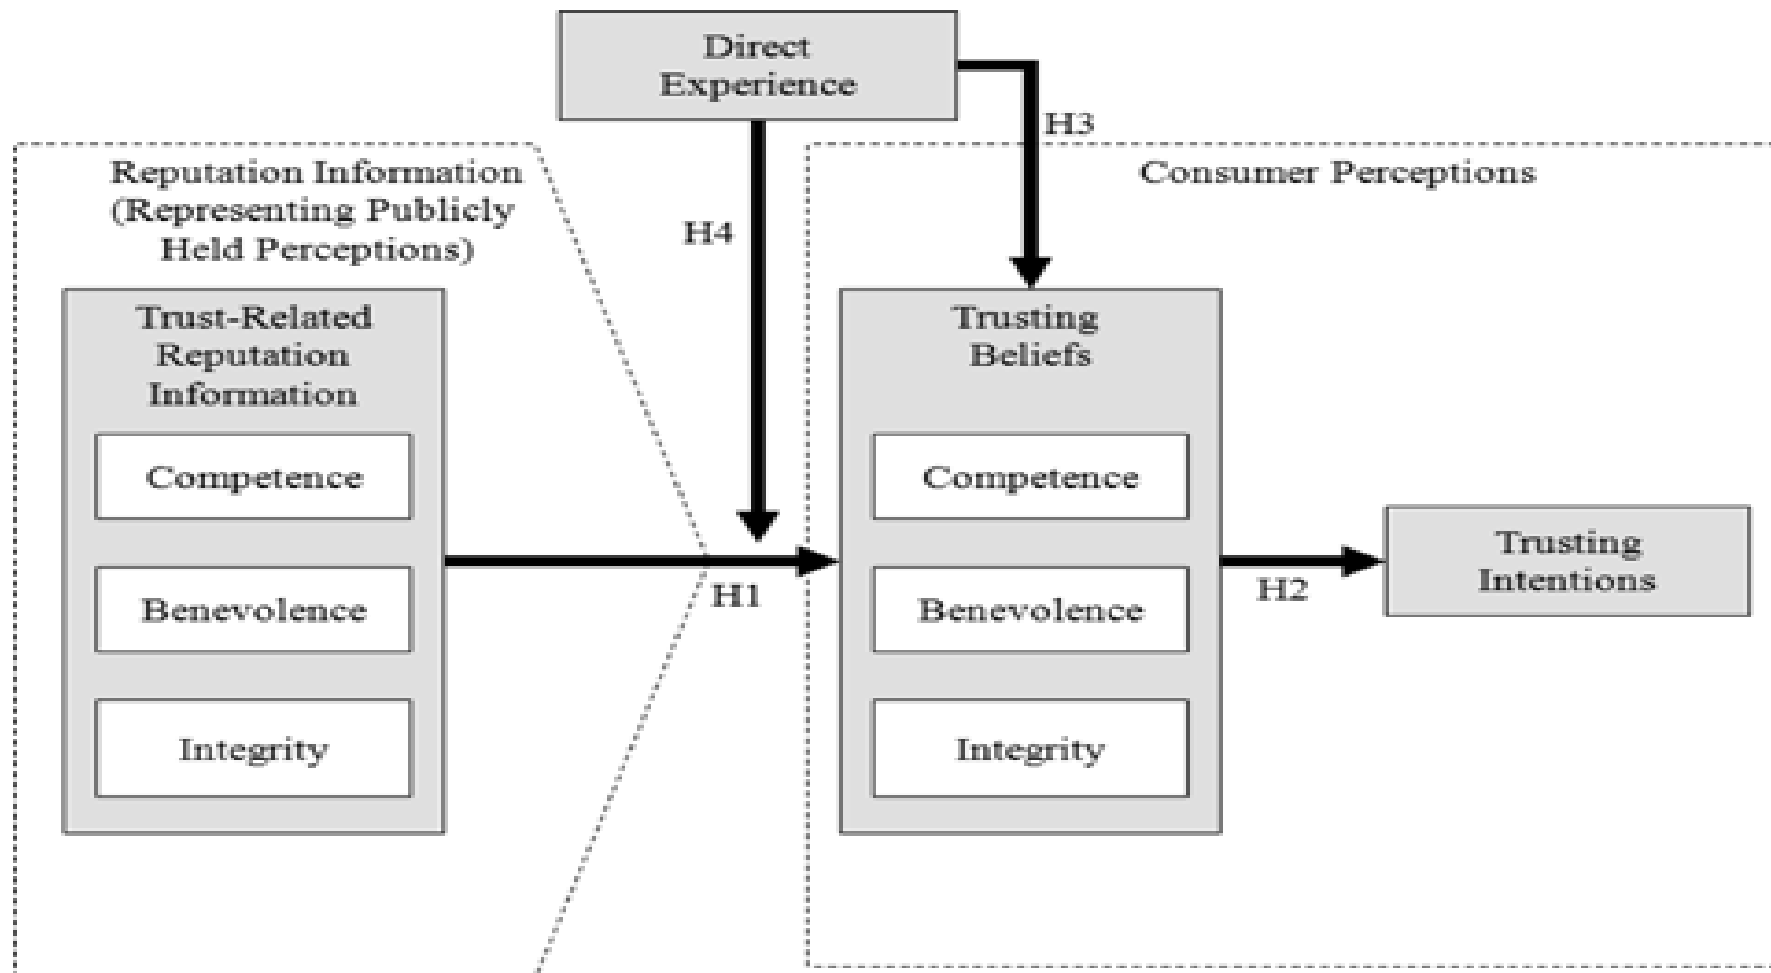 Direct
Experience
H3
Reputation Information
(Representing Publicly
Held Perceptions)
H4
Consumer Perceptions
Trust-Related
Reputation
Information
Competence
Benevolence
Integrity
H1
Trusting
Beliefs
Competence
Benevolence
Integrity
H2
Trusting
Intentions